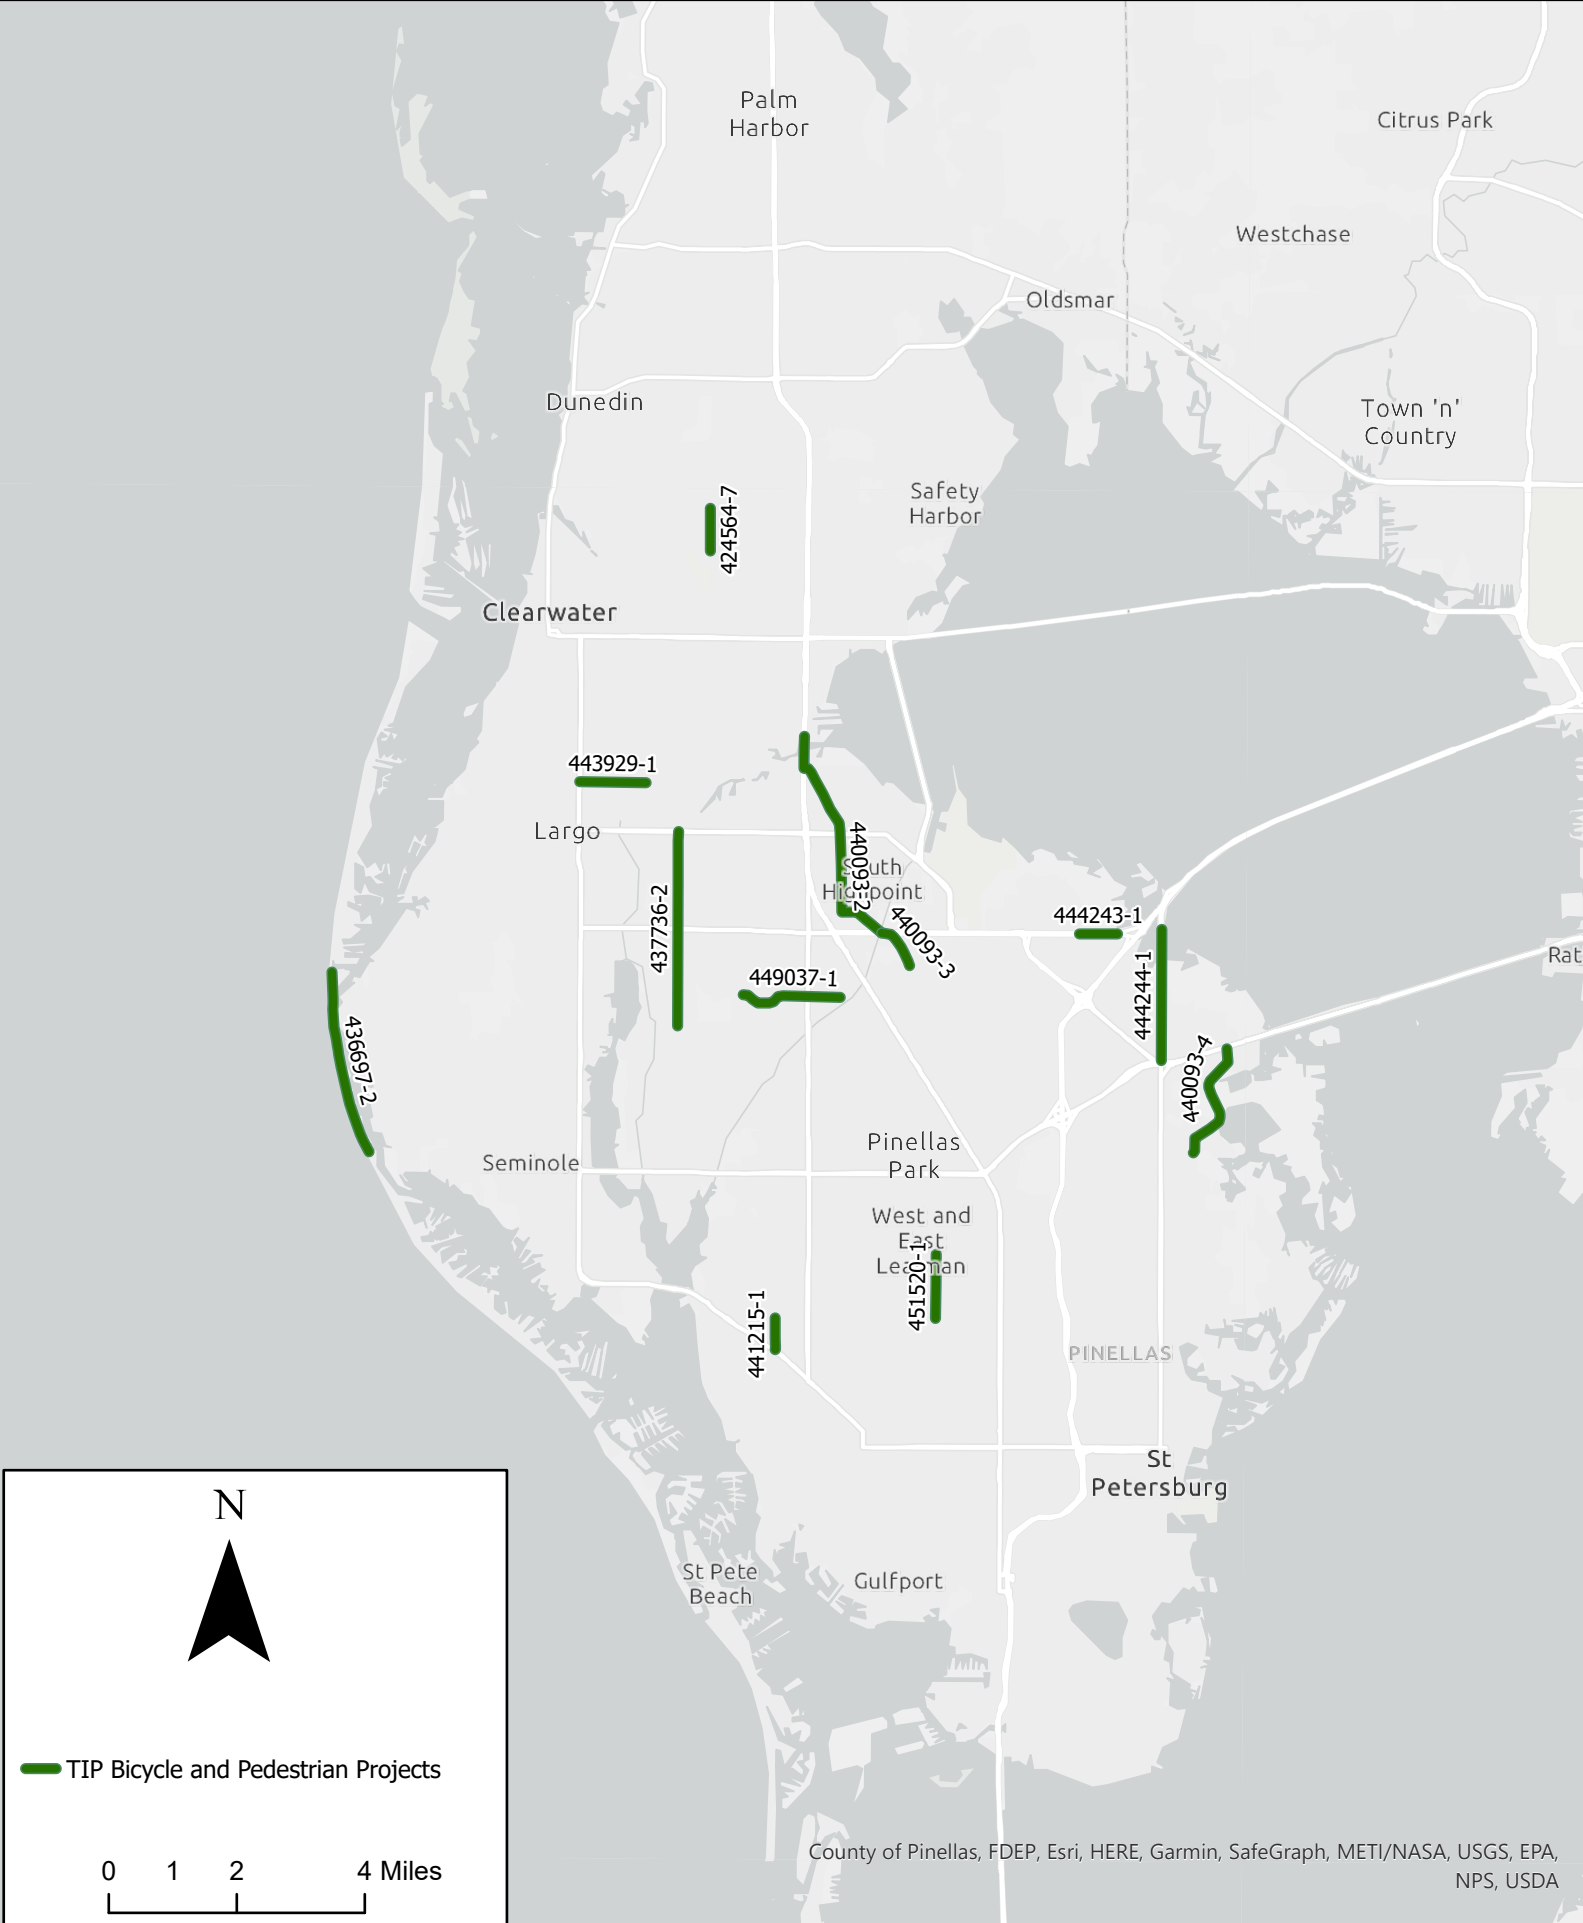 Palm
Harbor
Citrus Park
Westchase
Oldsmar
Dunedin
Town 'n'
Country
Safety
Harbor
424564-7
Clearwater
443929-1
Largo
440093-2
South
Highpoint
437736-2
440093-3
444243-1
444244-1
Rat
449037-1
436697-2
440093-4
Pinellas
Park
Seminole
West and
East
Lealman
451520-1
441215-1
PINELLAS
St
Petersburg
St Pete
Beach
Gulfport
N
TIP Bicycle and Pedestrian Projects
0 1 2 4 Miles
County of Pinellas, FDEP, Esri, HERE, Garmin, SafeGraph, METI/NASA, USGS, EPA,
NPS, USDA